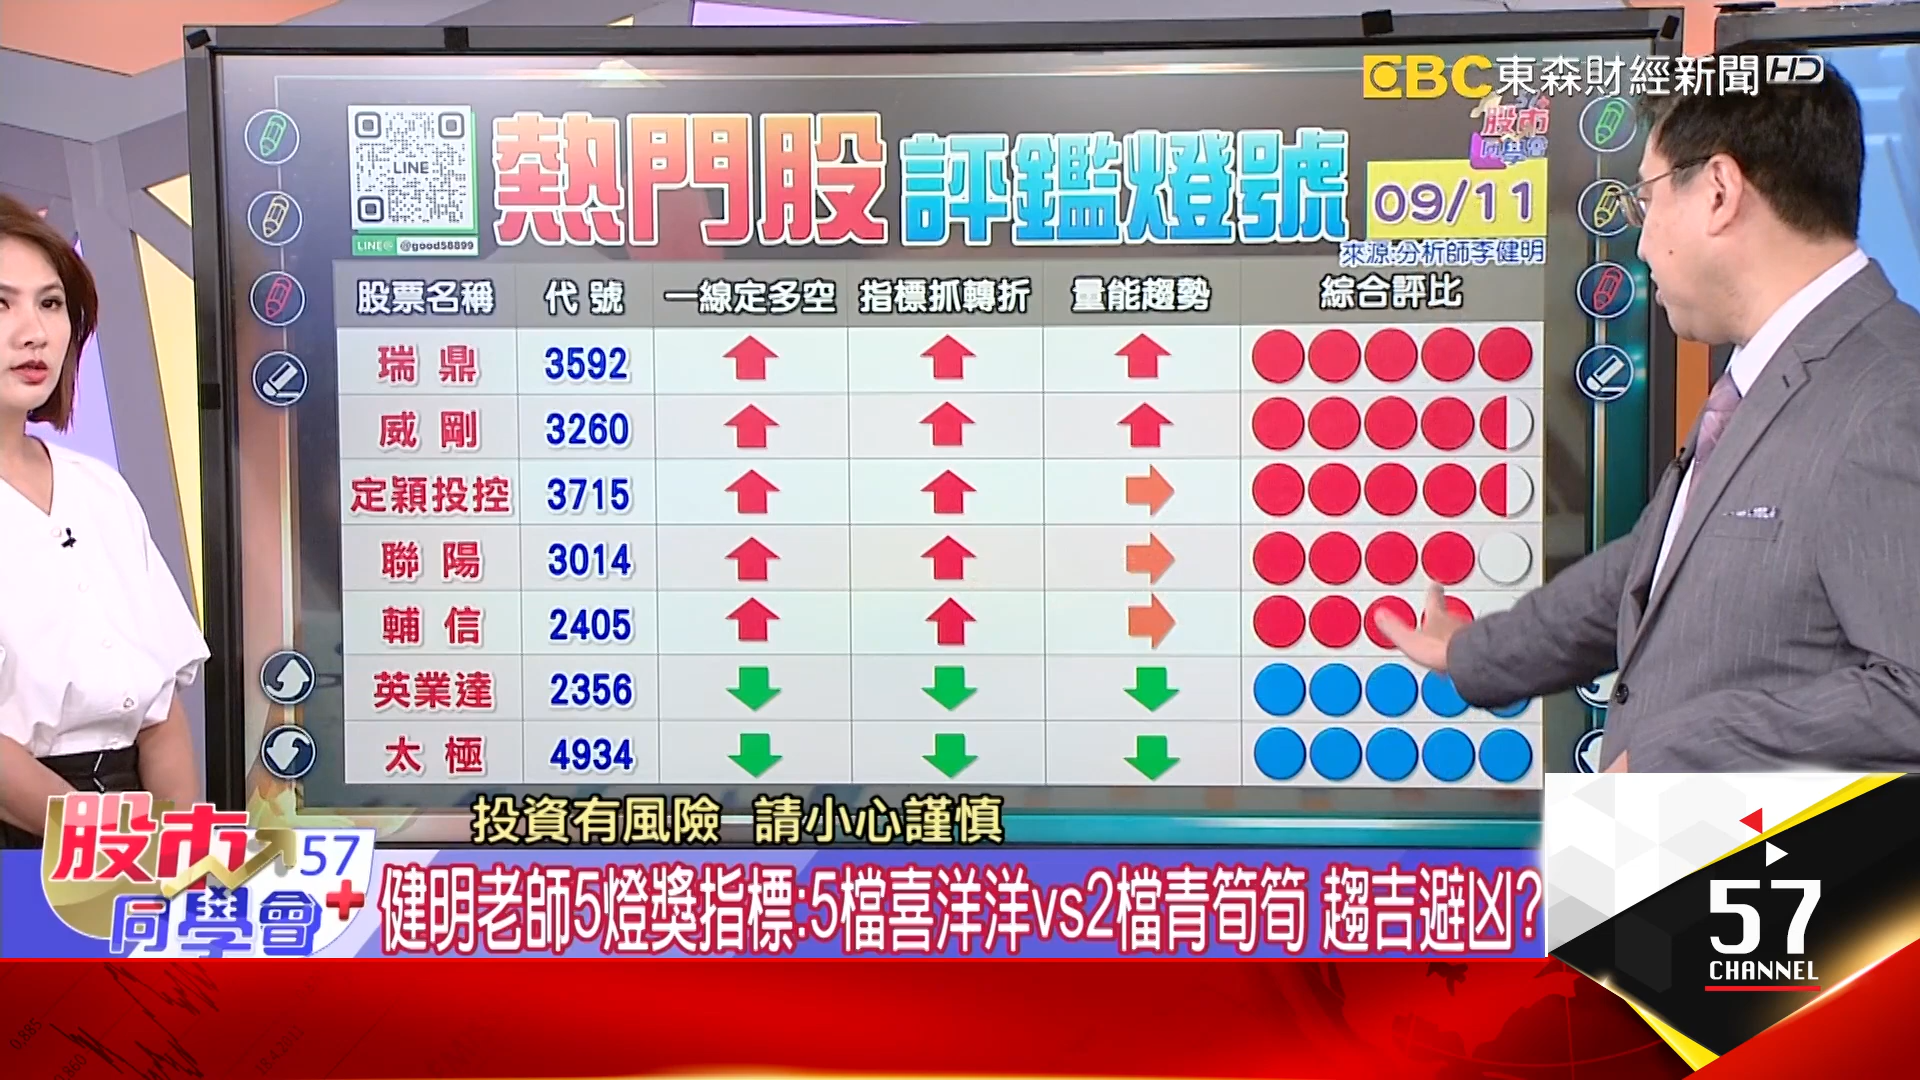 EBC東森財經新聞HD
股市
同學會
LINE
LINE@ @good58899
熱門股評鑑燈號
09/11
來源:分析師李健明
股票名稱 代號 一線定多空 指標抓轉折 量能趨勢 綜合評比
瑞鼎 3592
威剛 3260
定穎投控 3715
聯陽 3014
輔信 2405
英業達 2356
太極 4934
投資有風險 請小心謹慎
股市 57
同學會+
健明老師5燈獎指標:5檔喜洋洋vs2檔青筍筍 趨吉避凶?
57
CHANNEL